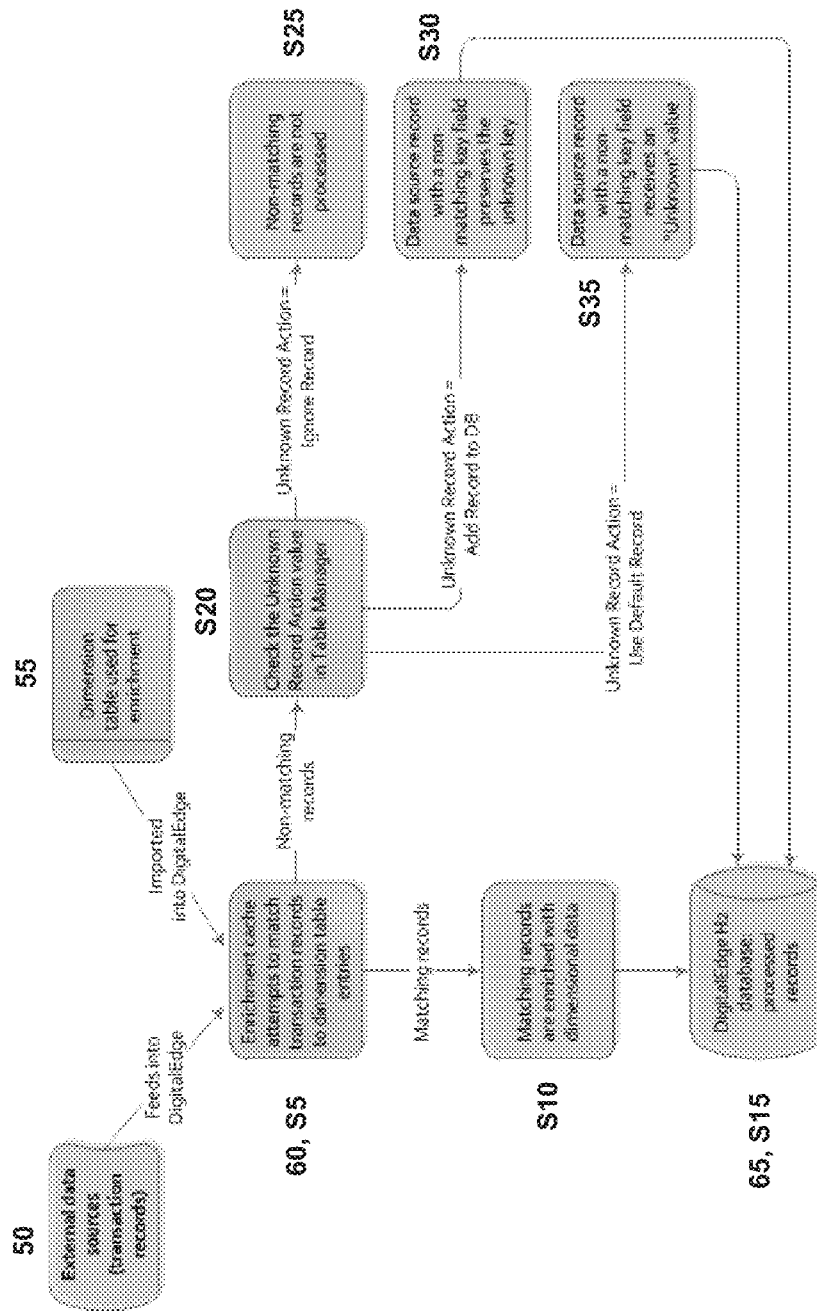 50
External data
sources
(transaction
records)
55
Dimension
table used for
enrichment
Feeds into
DigitalEdge
Imported
into DigitalEdge
60, S5
Enrichment cache
attempts to match
transaction records
to dimension table
entries
Non-matching
records
S20
Check the Unknown
Record Action value
in Table Manager
Unknown Record Action =
Ignore Record
Non-matching
records are not
processed
S25
Matching records
S10
Matching records
are enriched with
dimensional data
Unknown Record Action =
Add Record to DB
Data source record
with a non
matching key field
preserves the
unknown key
S30
Unknown Record Action =
Use Default Record
S35
Data source record
with a non
matching key field
receives an
"Unknown" value
65, S15
DigitalEdge H2
database:
processed
records